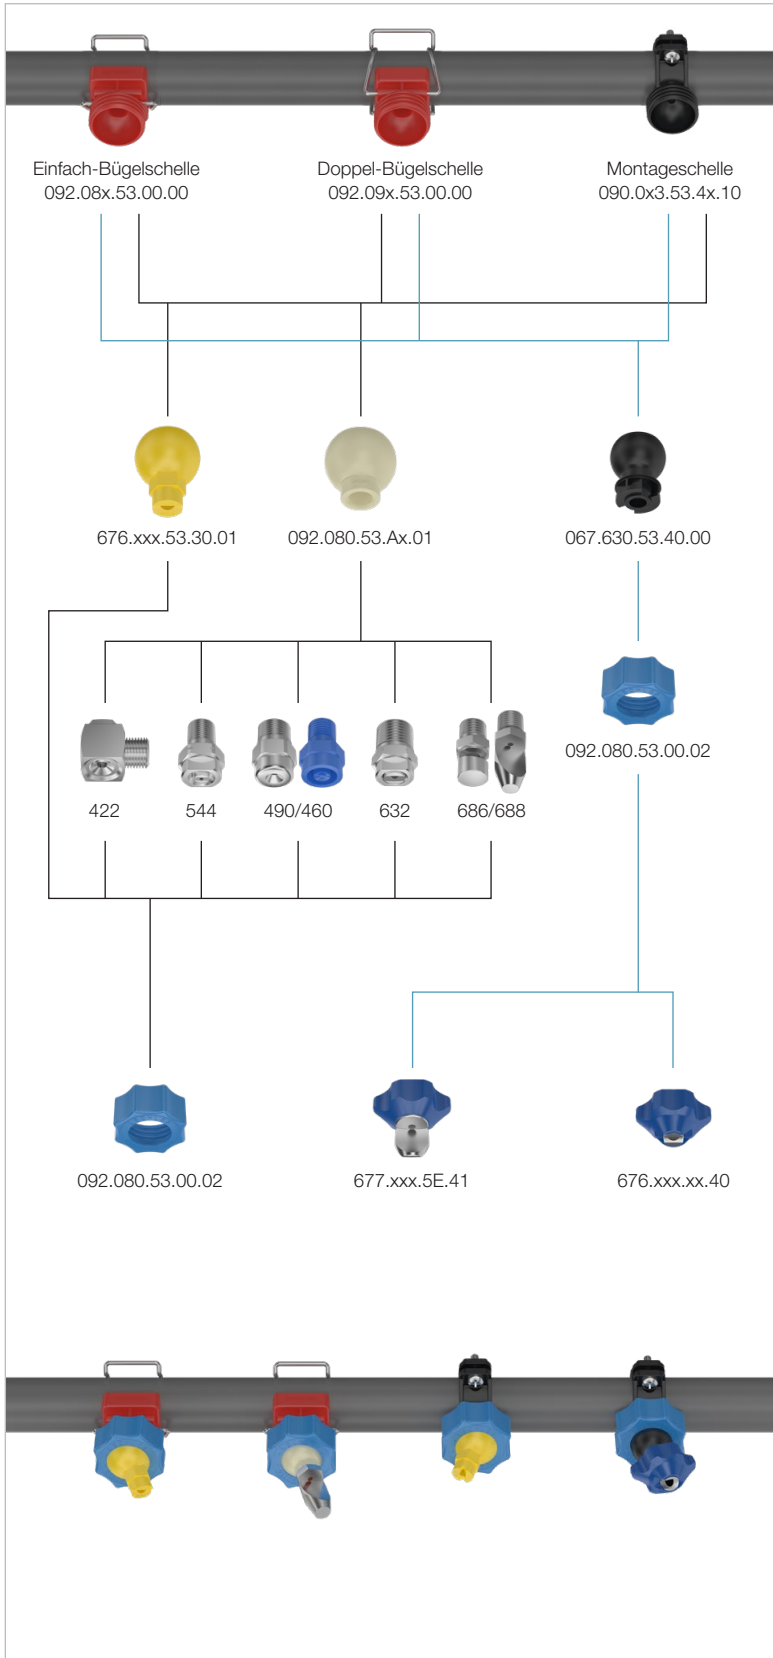 Einfach-Bügelschelle
092.08x.53.00.00
Doppel-Bügelschelle
092.09x.53.00.00
Montageschelle
090.0x3.53.4x.10
676.xxx.53.30.01
092.080.53.Ax.01
067.630.53.40.00
092.080.53.00.02
422
544
490/460
632
686/688
092.080.53.00.02
677.xxx.5E.41
676.xxx.xx.40